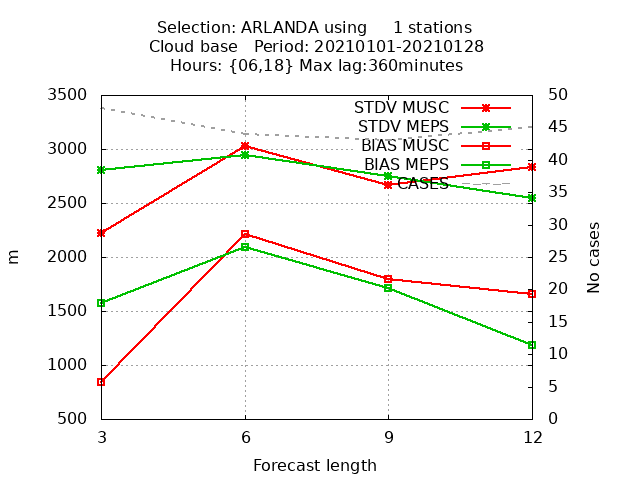 Selection: ARLANDA using     1 stations
Cloud base   Period: 20210101-20210128
Hours: {06,18} Max lag:360minutes
3500
3000
2500
2000
1500
1000
500
50
45
40
35
30
25
20
15
10
5
0
STDV MUSC
STDV MEPS
BIAS MUSC
BIAS MEPS
CASES
m
No cases
3
6
9
12
Forecast length